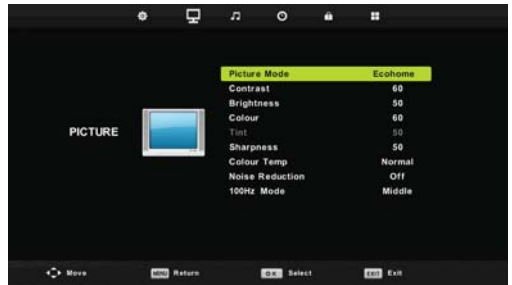 Picture Mode Ecohome
Contrast 60
Brightness 50
Colour 60
PICTURE
Tint 50
Sharpness 50
Colour Temp Normal
Noise Reduction Off
100Hz Mode Middle
Move MENU Return OK Select EXIT Exit